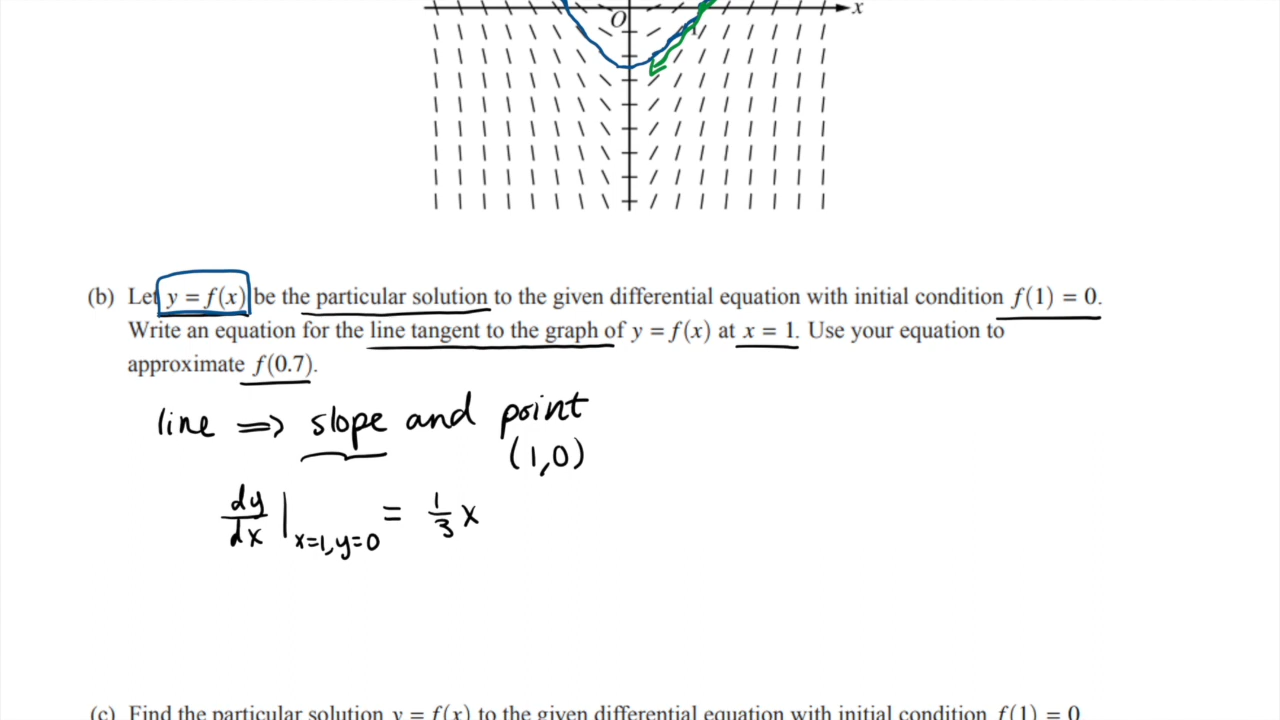 x
O
1
(b) Let y = f(x) be the particular solution to the given differential equation with initial condition f(1) = 0.
Write an equation for the line tangent to the graph of y = f(x) at x = 1. Use your equation to
approximate f(0.7).
line ⟹ slope and point
(1,0)
dy/dx | x=1,y=0 = 1/3 x
(c) Find the particular solution y = f(x) to the given differential equation with initial condition f(1) = 0